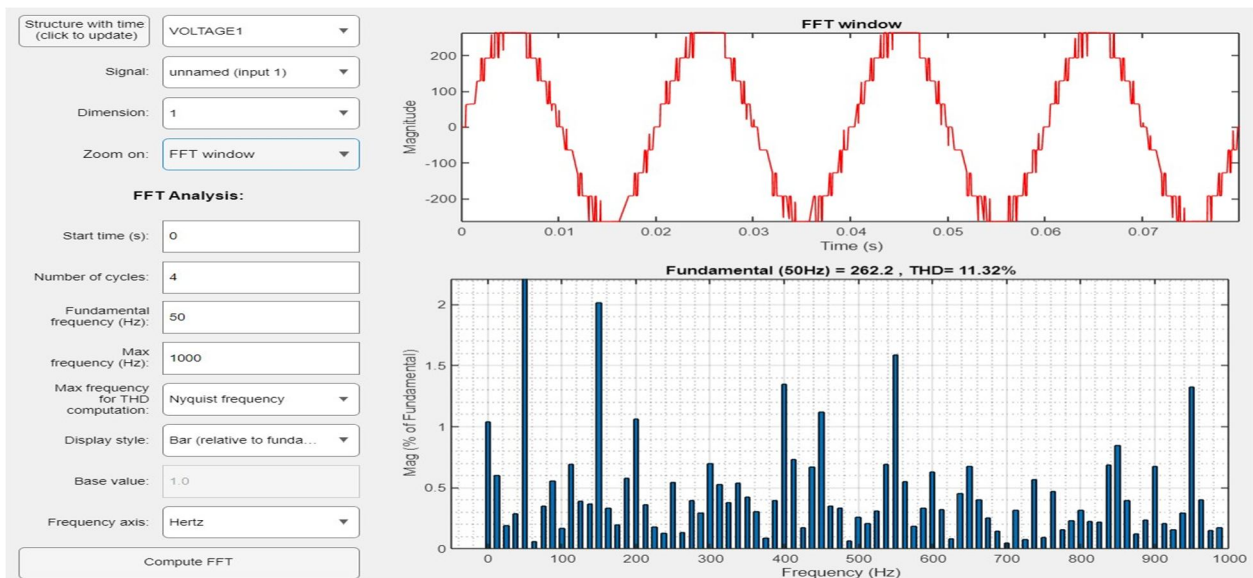 Structure with time
(click to update)
VOLTAGE1
Signal:
unnamed (input 1)
Dimension:
1
Zoom on:
FFT window
FFT Analysis:
Start time (s):
0
Number of cycles:
4
Fundamental
frequency (Hz):
50
Max
frequency (Hz):
1000
Max frequency
for THD
computation:
Nyquist frequency
Display style:
Bar (relative to funda...
Base value:
1.0
Frequency axis:
Hertz
Compute FFT
FFT window
200
100
0
-100
-200
Magnitude
0 0.01 0.02 0.03 0.04 0.05 0.06 0.07
Time (s)
Fundamental (50Hz) = 262.2 , THD= 11.32%
2
1.5
1
0.5
0
Mag (% of Fundamental)
0 100 200 300 400 500 600 700 800 900 1000
Frequency (Hz)